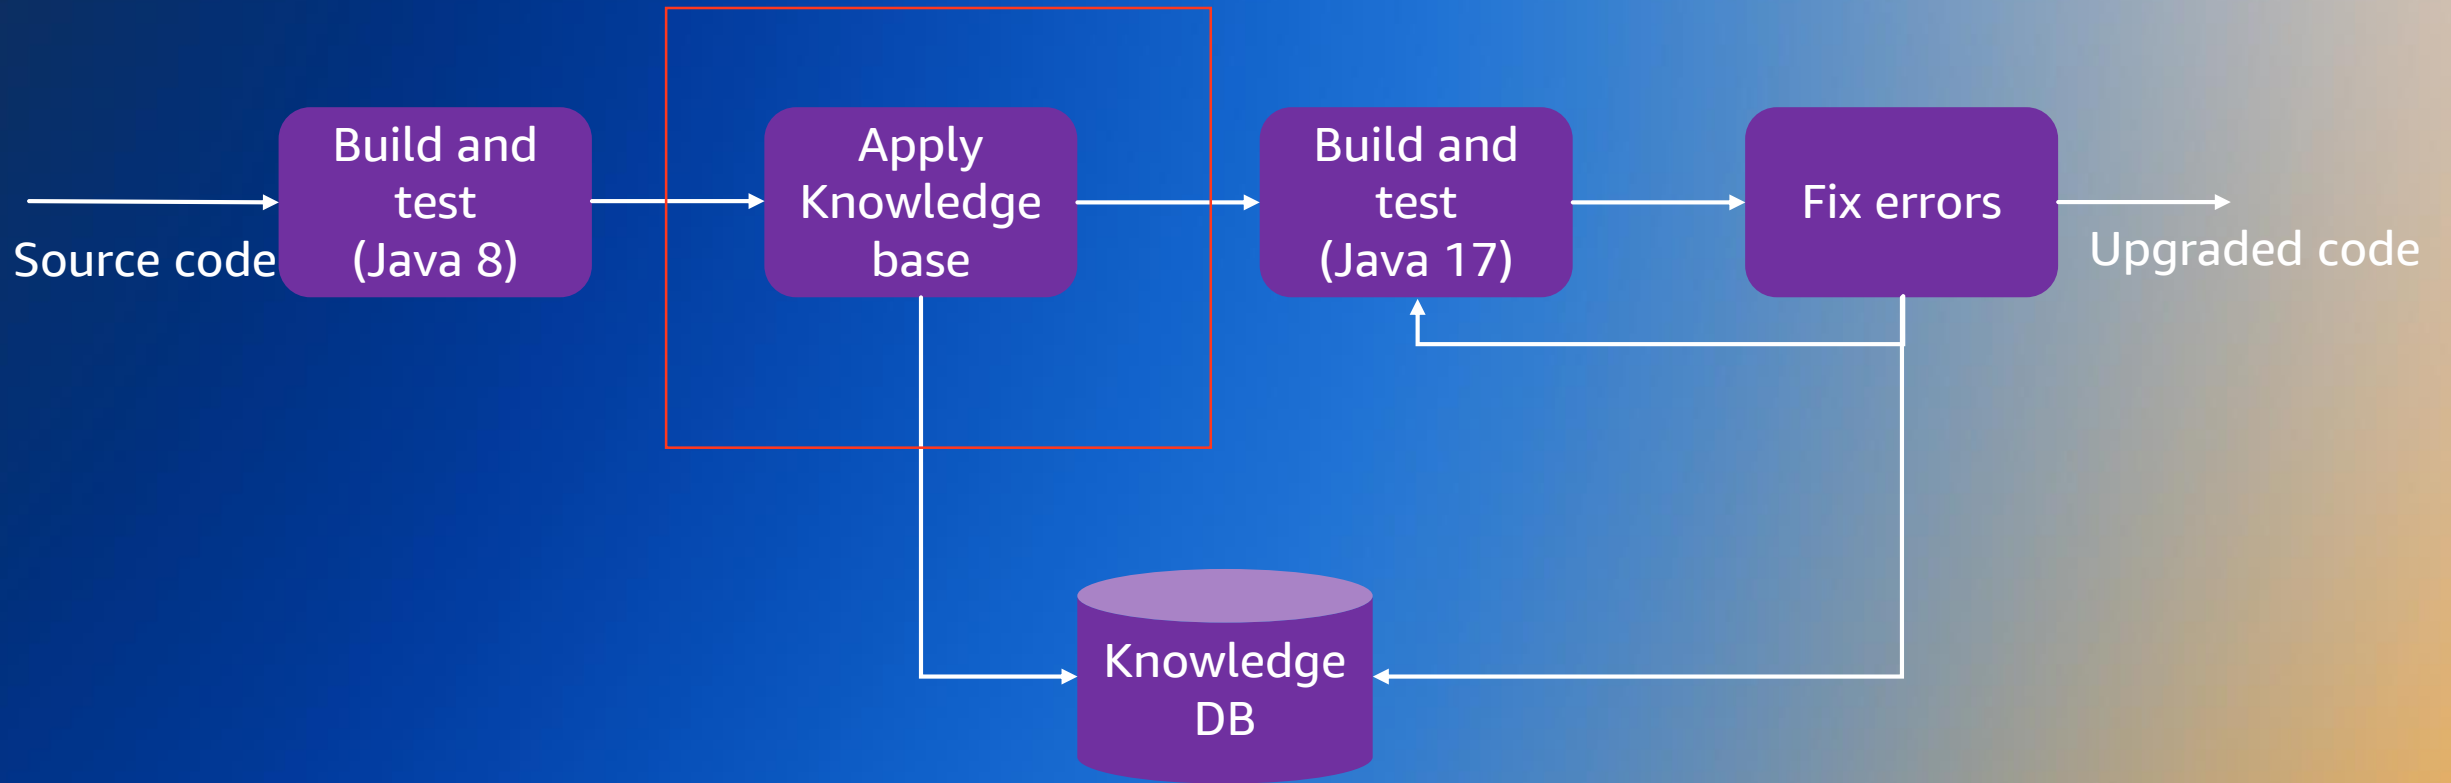 Source code
Build and
test
(Java 8)
Apply
Knowledge
base
Build and
test
(Java 17)
Fix errors
Upgraded code
Knowledge
DB